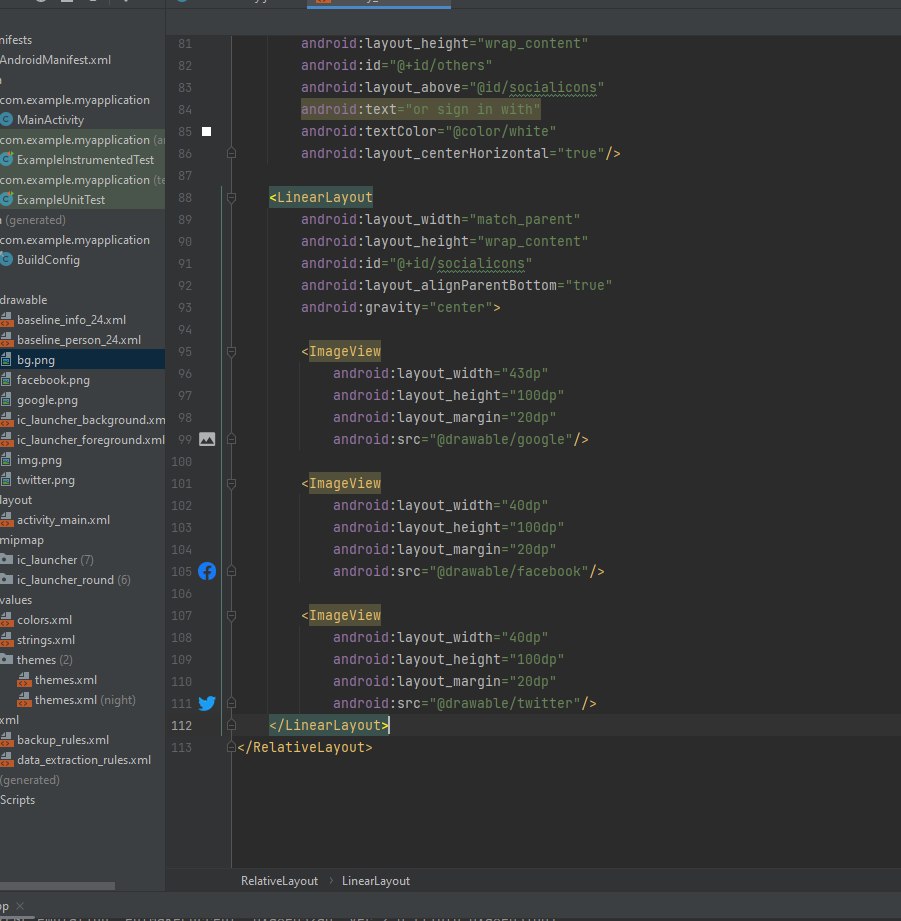 nifests
AndroidManifest.xml
com.example.myapplication
MainActivity
com.example.myapplication
ExampleInstrumentedTest
com.example.myapplication
ExampleUnitTest
(generated)
com.example.myapplication
BuildConfig
drawable
baseline_info_24.xml
baseline_person_24.xml
bg.png
facebook.png
google.png
ic_launcher_background.xm
ic_launcher_foreground.xml
img.png
twitter.png
layout
activity_main.xml
mipmap
ic_launcher (7)
ic_launcher_round (6)
values
colors.xml
strings.xml
themes (2)
themes.xml
themes.xml (night)
xml
backup_rules.xml
data_extraction_rules.xml
(generated)
Scripts
81 android:layout_height="wrap_content"
82 android:id="@+id/others"
83 android:layout_above="@id/socialicons"
84 android:text="or sign in with"
85 android:textColor="@color/white"
86 android:layout_centerHorizontal="true"/>
87
88 <LinearLayout
89 android:layout_width="match_parent"
90 android:layout_height="wrap_content"
91 android:id="@+id/socialicons"
92 android:layout_alignParentBottom="true"
93 android:gravity="center">
94
95 <ImageView
96 android:layout_width="43dp"
97 android:layout_height="100dp"
98 android:layout_margin="20dp"
99 android:src="@drawable/google"/>
100
101 <ImageView
102 android:layout_width="40dp"
103 android:layout_height="100dp"
104 android:layout_margin="20dp"
105 android:src="@drawable/facebook"/>
106
107 <ImageView
108 android:layout_width="40dp"
109 android:layout_height="100dp"
110 android:layout_margin="20dp"
111 android:src="@drawable/twitter"/>
112 </LinearLayout>
113 </RelativeLayout>
RelativeLayout › LinearLayout